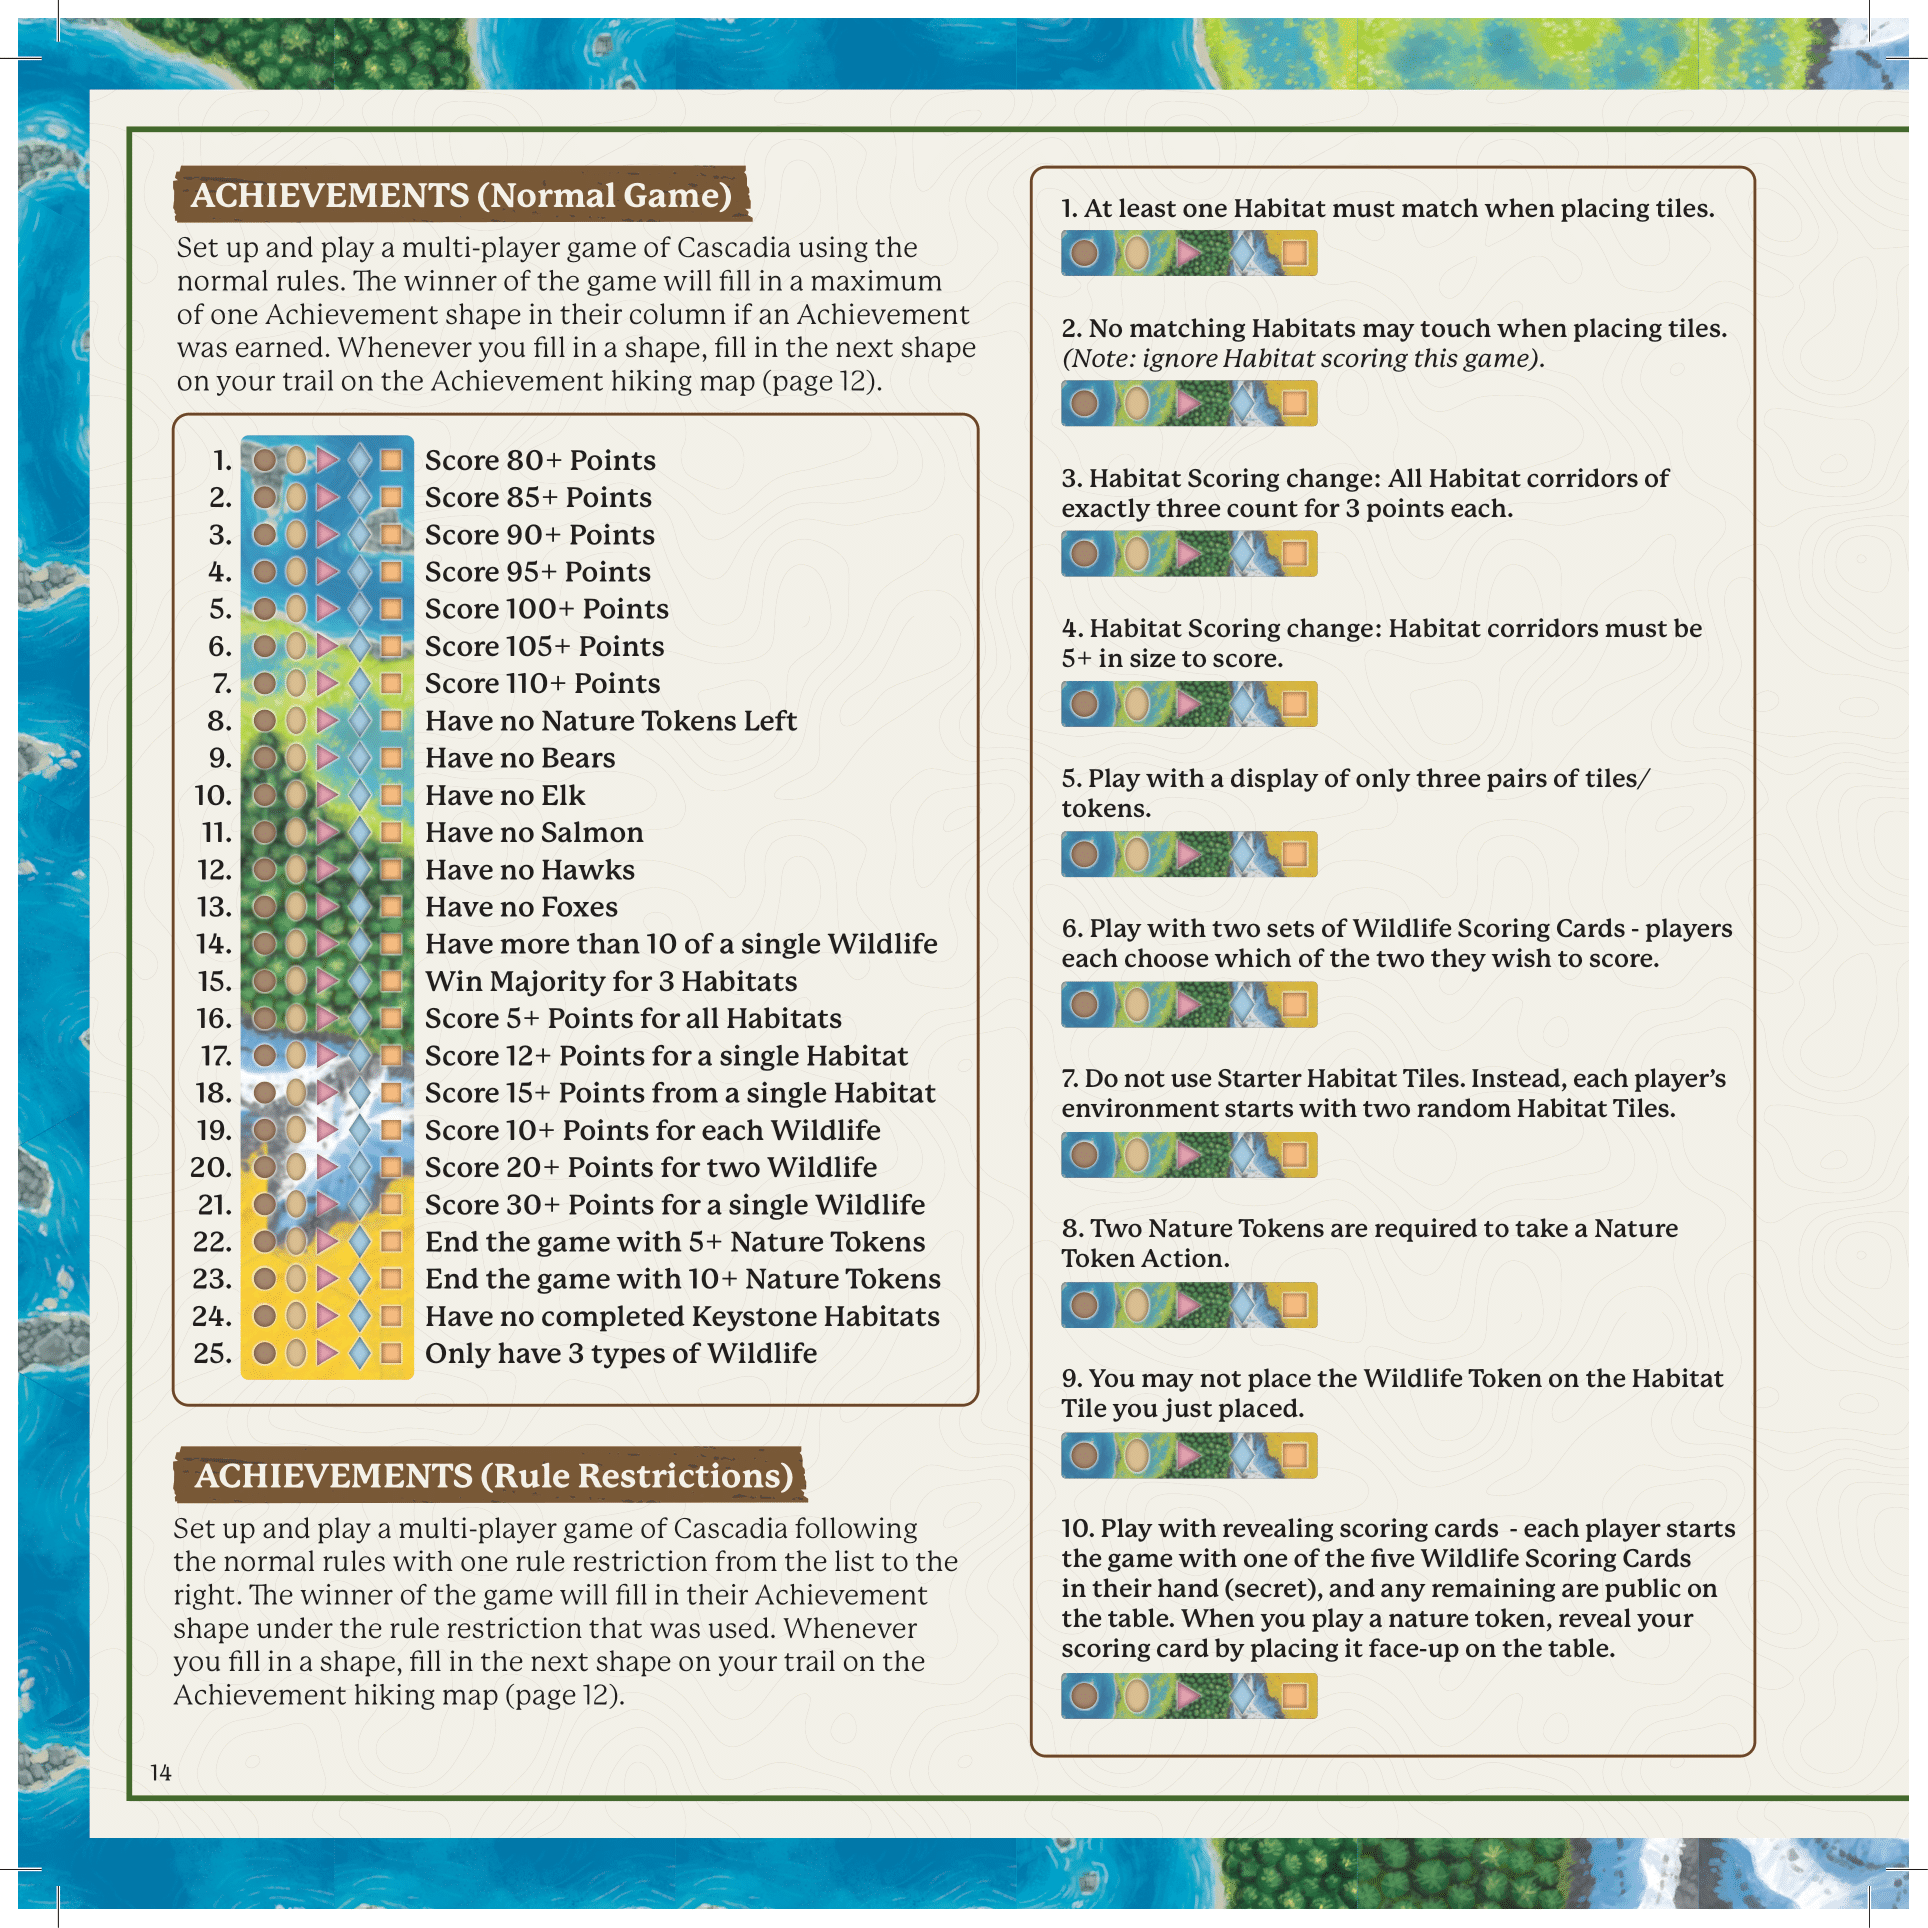 ACHIEVEMENTS (Normal Game)
Set up and play a multi-player game of Cascadia using the
normal rules. The winner of the game will fill in a maximum
of one Achievement shape in their column if an Achievement
was earned. Whenever you fill in a shape, fill in the next shape
on your trail on the Achievement hiking map (page 12).
1. Score 80+ Points
2. Score 85+ Points
3. Score 90+ Points
4. Score 95+ Points
5. Score 100+ Points
6. Score 105+ Points
7. Score 110+ Points
8. Have no Nature Tokens Left
9. Have no Bears
10. Have no Elk
11. Have no Salmon
12. Have no Hawks
13. Have no Foxes
14. Have more than 10 of a single Wildlife
15. Win Majority for 3 Habitats
16. Score 5+ Points for all Habitats
17. Score 12+ Points for a single Habitat
18. Score 15+ Points from a single Habitat
19. Score 10+ Points for each Wildlife
20. Score 20+ Points for two Wildlife
21. Score 30+ Points for a single Wildlife
22. End the game with 5+ Nature Tokens
23. End the game with 10+ Nature Tokens
24. Have no completed Keystone Habitats
25. Only have 3 types of Wildlife
ACHIEVEMENTS (Rule Restrictions)
Set up and play a multi-player game of Cascadia following
the normal rules with one rule restriction from the list to the
right. The winner of the game will fill in their Achievement
shape under the rule restriction that was used. Whenever
you fill in a shape, fill in the next shape on your trail on the
Achievement hiking map (page 12).
1. At least one Habitat must match when placing tiles.
2. No matching Habitats may touch when placing tiles.
(Note: ignore Habitat scoring this game).
3. Habitat Scoring change: All Habitat corridors of
exactly three count for 3 points each.
4. Habitat Scoring change: Habitat corridors must be
5+ in size to score.
5. Play with a display of only three pairs of tiles/
tokens.
6. Play with two sets of Wildlife Scoring Cards - players
each choose which of the two they wish to score.
7. Do not use Starter Habitat Tiles. Instead, each player’s
environment starts with two random Habitat Tiles.
8. Two Nature Tokens are required to take a Nature
Token Action.
9. You may not place the Wildlife Token on the Habitat
Tile you just placed.
10. Play with revealing scoring cards - each player starts
the game with one of the five Wildlife Scoring Cards
in their hand (secret), and any remaining are public on
the table. When you play a nature token, reveal your
scoring card by placing it face-up on the table.
14